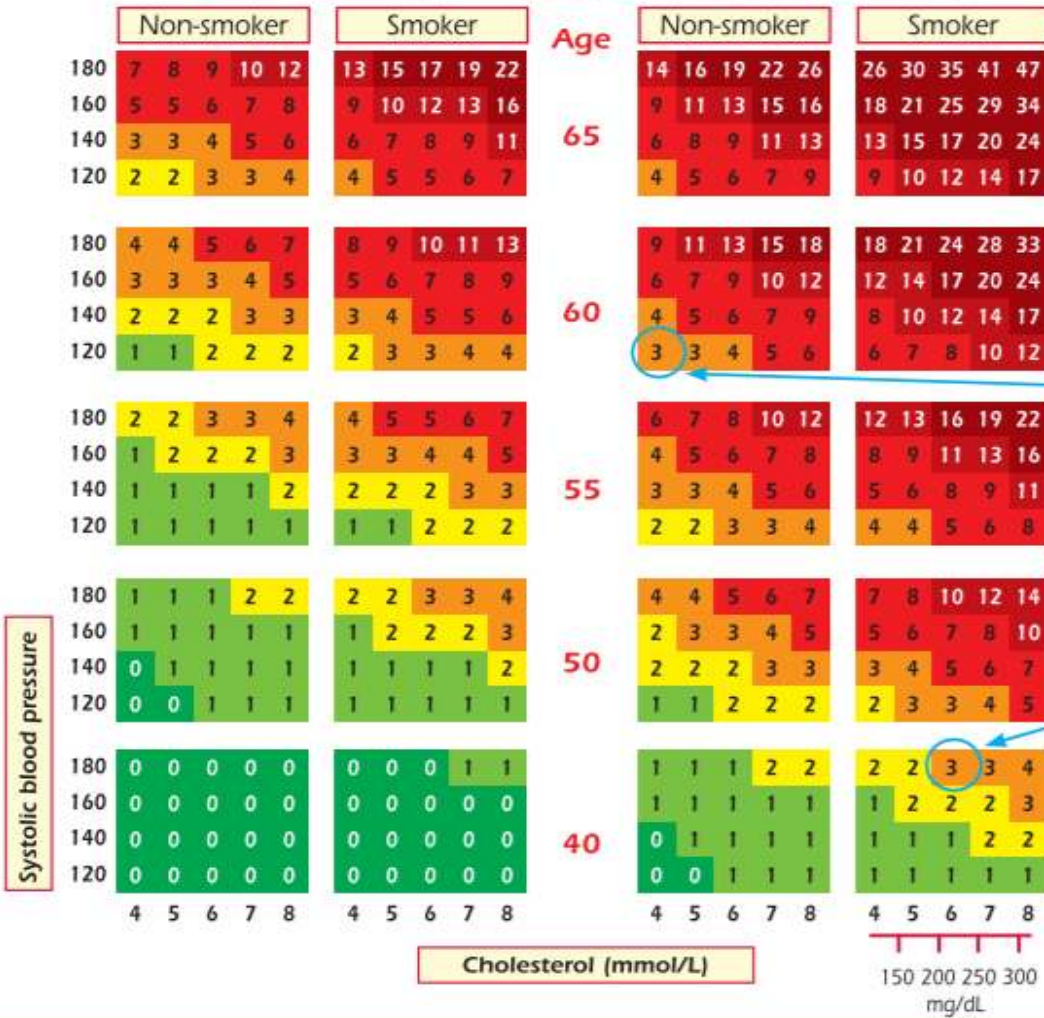 Non-smoker Smoker Age Non-smoker Smoker
180 7 8 9 10 12 13 15 17 19 22 14 16 19 22 26 26 30 35 41 47
160 5 5 6 7 8 9 10 12 13 16 9 11 13 15 16 18 21 25 29 34
65
140 3 3 4 5 6 6 7 8 9 11 6 8 9 11 13 13 15 17 20 24
120 2 2 3 3 4 4 5 5 6 7 4 5 6 7 9 9 10 12 14 17
180 4 4 5 6 7 8 9 10 11 13 9 11 13 15 18 18 21 24 28 33
160 3 3 3 4 5 5 6 7 8 9 6 7 9 10 12 12 14 17 20 24
60
140 2 2 2 3 3 3 4 5 5 6 4 5 6 7 9 8 10 12 14 17
120 1 1 2 2 2 2 3 3 4 4 3 3 4 5 6 6 7 8 10 12
180 2 2 3 3 4 4 5 5 6 7 6 7 8 10 12 12 13 16 19 22
160 1 2 2 2 3 3 3 4 4 5 4 5 6 7 8 8 9 11 13 16
55
140 1 1 1 1 2 2 2 2 3 3 3 3 4 5 6 5 6 8 9 11
120 1 1 1 1 1 1 1 2 2 2 2 2 3 3 4 4 4 5 6 8
180 1 1 1 2 2 2 2 3 3 4 4 4 5 6 7 7 8 10 12 14
160 1 1 1 1 1 1 2 2 2 3 2 3 3 4 5 5 6 7 8 10
50
140 0 1 1 1 1 1 1 1 1 2 2 2 2 3 3 3 4 5 6 7
120 0 0 1 1 1 1 1 1 1 1 1 1 2 2 2 2 3 3 4 5
Systolic blood pressure
180 0 0 0 0 0 0 0 0 1 1 1 1 1 2 2 2 2 3 3 4
160 0 0 0 0 0 0 0 0 0 0 1 1 1 1 1 1 2 2 2 3
40
140 0 0 0 0 0 0 0 0 0 0 0 1 1 1 1 1 1 1 2 2
120 0 0 0 0 0 0 0 0 0 0 0 0 1 1 1 1 1 1 1 1
4 5 6 7 8 4 5 6 7 8 4 5 6 7 8 4 5 6 7 8
Cholesterol (mmol/L)
150 200 250 300
mg/dL